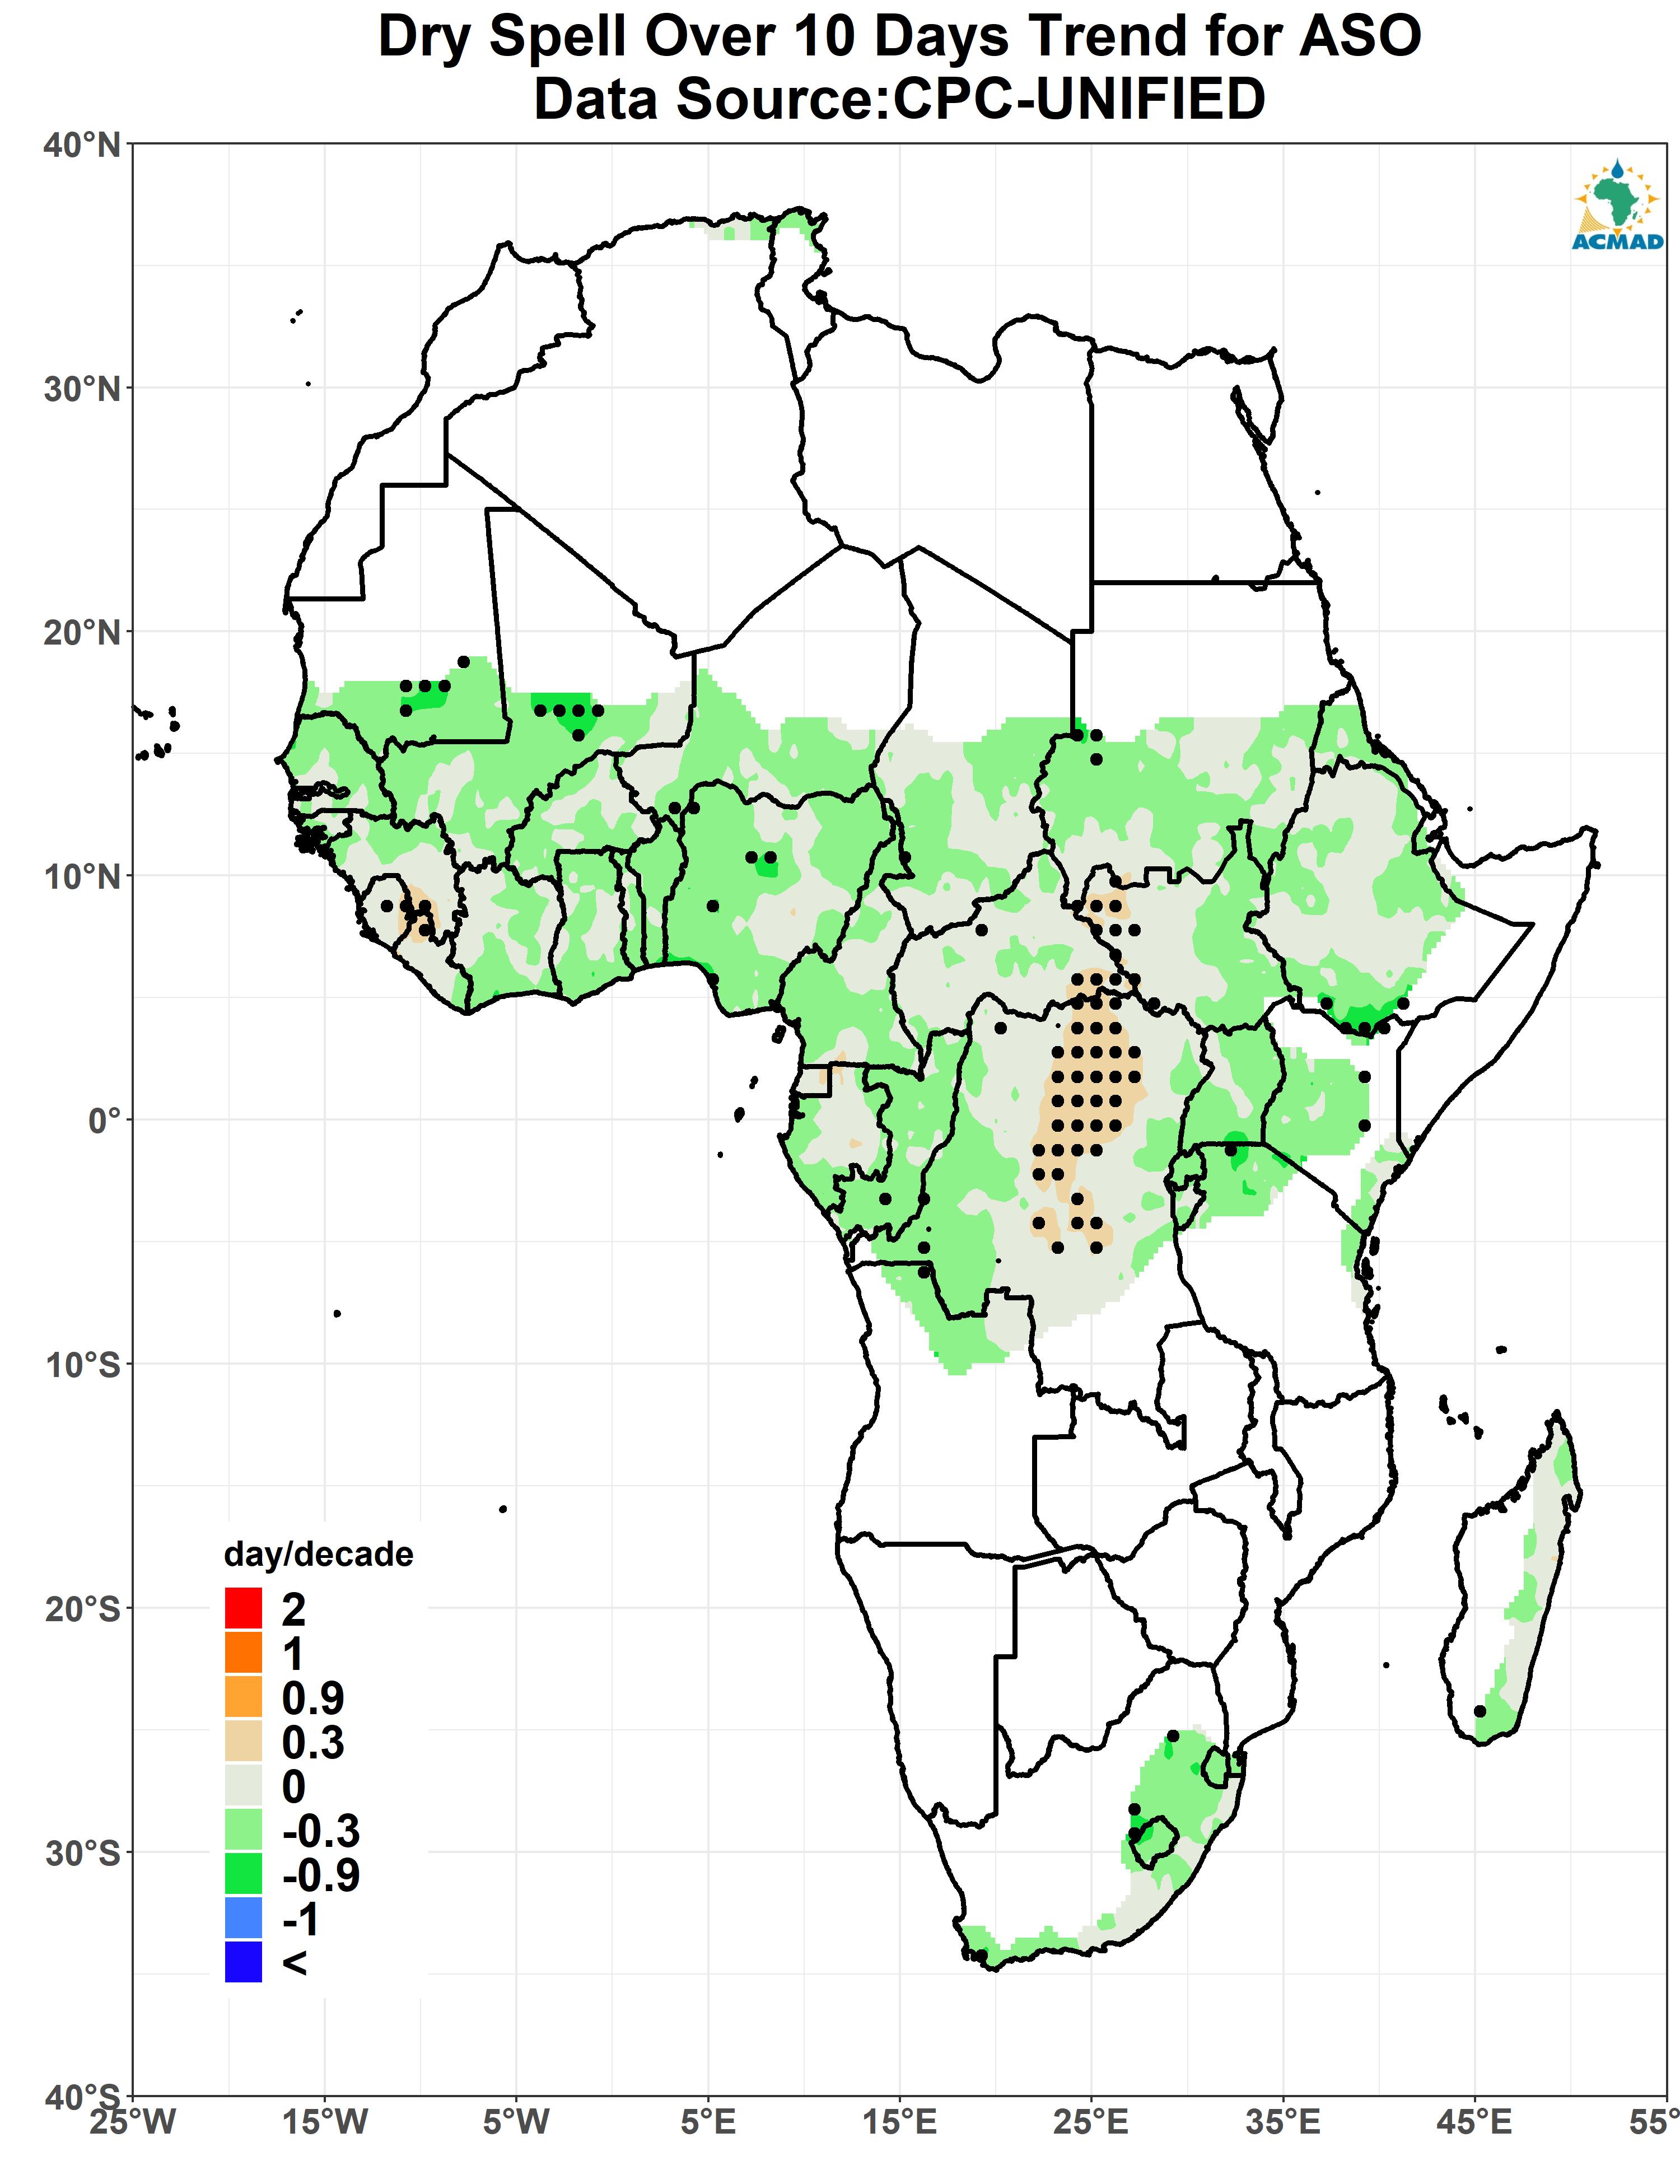 Dry Spell Over 10 Days Trend for ASO
Data Source:CPC-UNIFIED
ACMAD
40°N
30°N
20°N
10°N
0°
10°S
20°S
30°S
40°S
day/decade
2
1
0.9
0.3
0
-0.3
-0.9
-1
<
25°W 15°W 5°W 5°E 15°E 25°E 35°E 45°E 55°